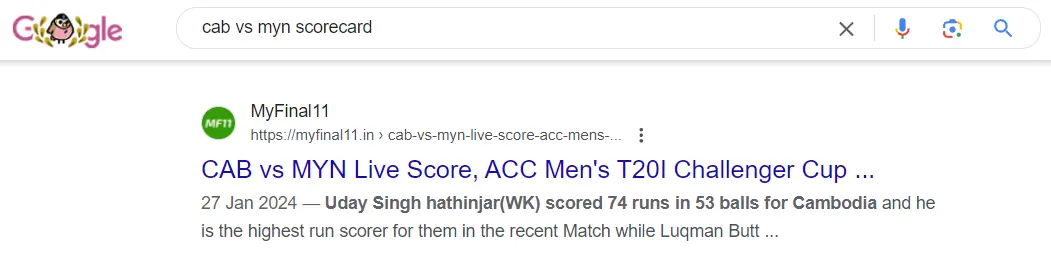 Google
cab vs myn scorecard
MF11
MyFinal11
https://myfinal11.in › cab-vs-myn-live-score-acc-mens-...
CAB vs MYN Live Score, ACC Men's T20I Challenger Cup ...
27 Jan 2024 — Uday Singh hathinjar(WK) scored 74 runs in 53 balls for Cambodia and he
is the highest run scorer for them in the recent Match while Luqman Butt ...